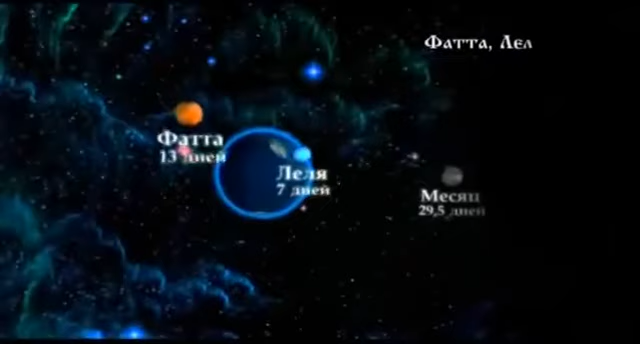 Фатта, Лел
Фатта
13 дней
Леля
7 дней
Месяц
29,5 дней